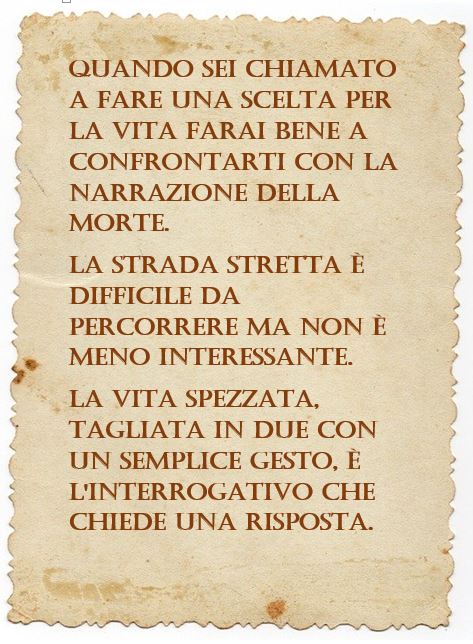 QUANDO SEI CHIAMATO
A FARE UNA SCELTA PER
LA VITA FARAI BENE A
CONFRONTARTI CON LA
NARRAZIONE DELLA
MORTE.
LA STRADA STRETTA È
DIFFICILE DA
PERCORRERE MA NON È
MENO INTERESSANTE.
LA VITA SPEZZATA,
TAGLIATA IN DUE CON
UN SEMPLICE GESTO, È
L'INTERROGATIVO CHE
CHIEDE UNA RISPOSTA.